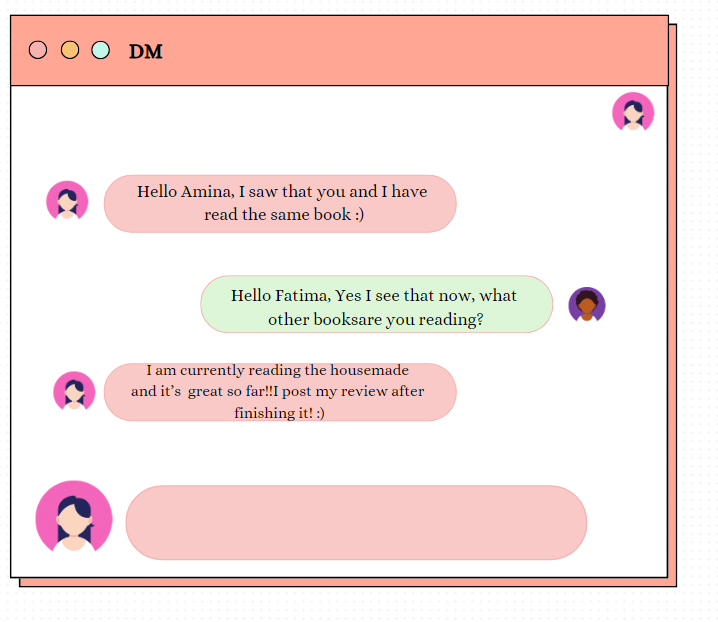 DM
Hello Amina, I saw that you and I have
read the same book :)
Hello Fatima, Yes I see that now, what
other booksare you reading?
I am currently reading the housemade
and it's  great so far!!I post my review after
finishing it! :)